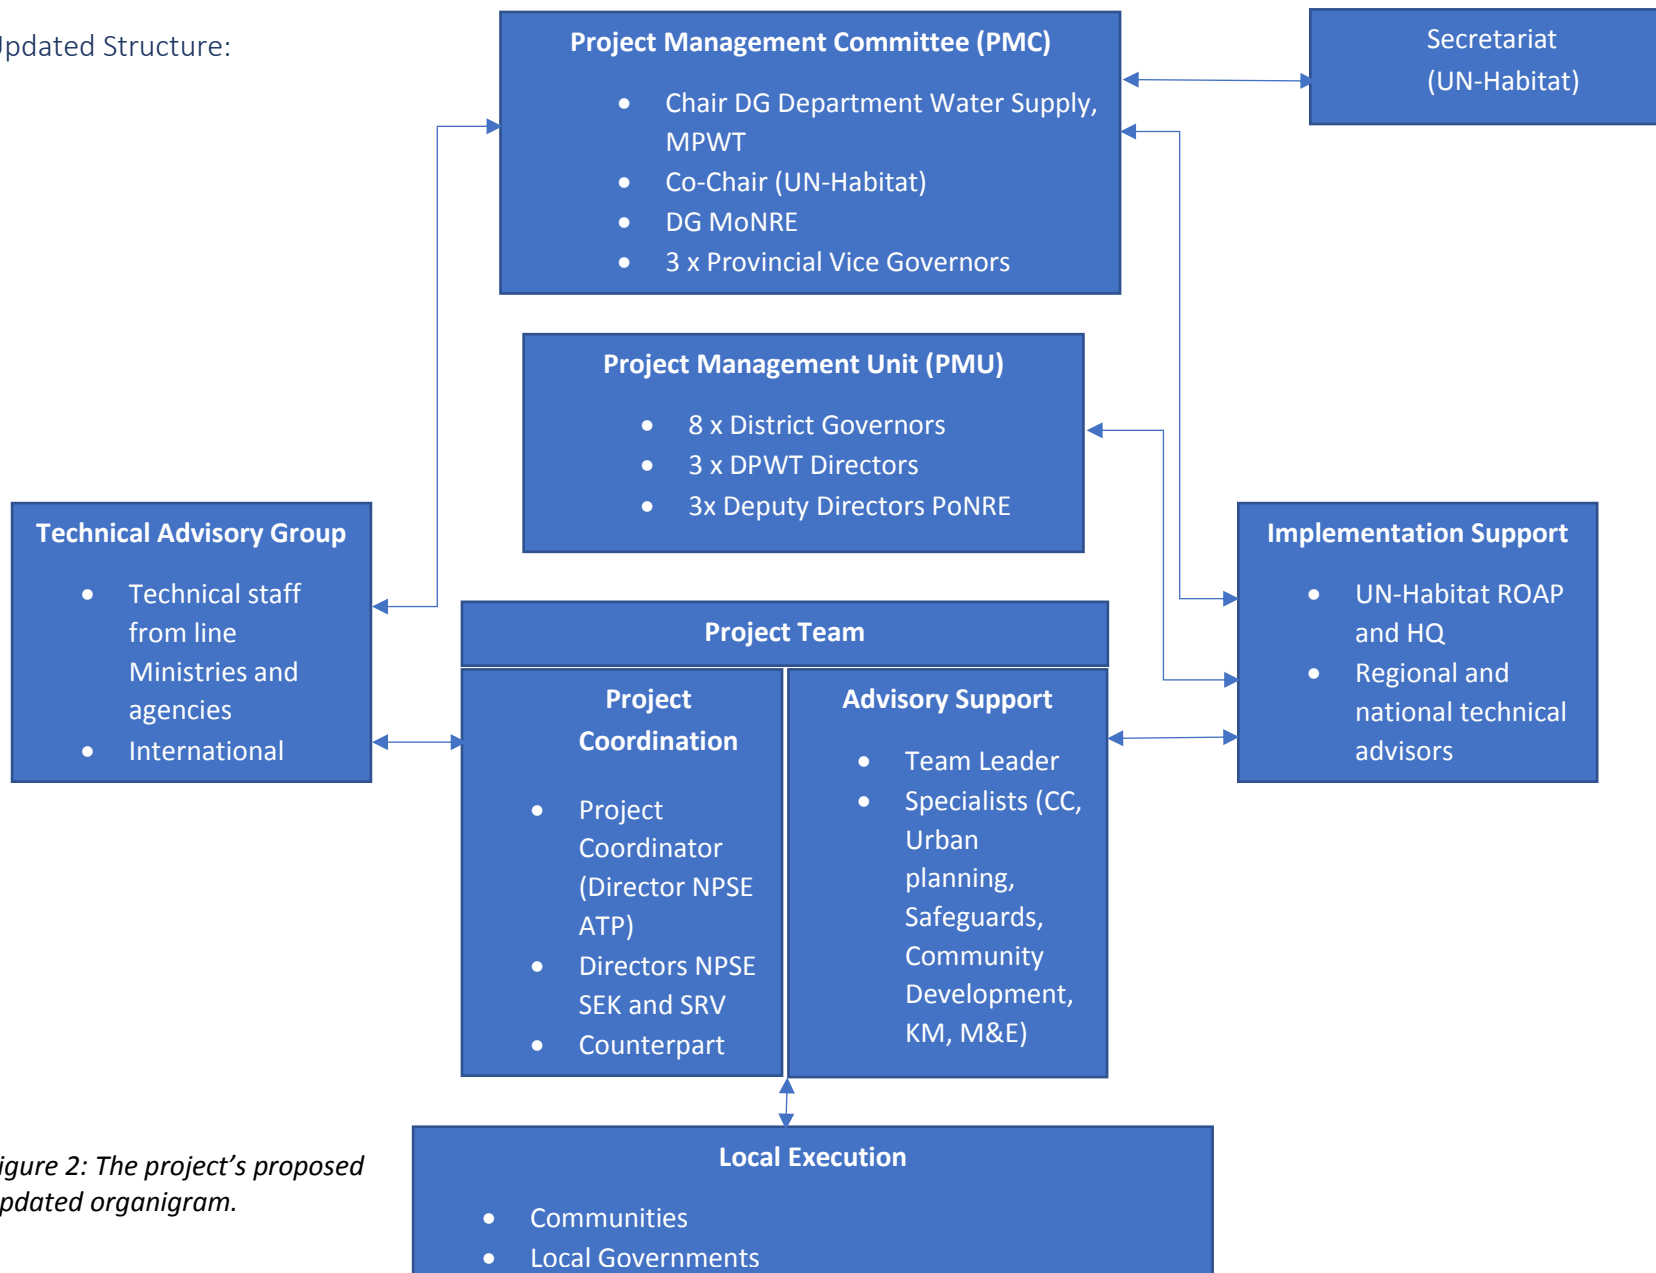 pdated Structure:
Project Management Committee (PMC)
• Chair DG Department Water Supply,
MPWT
• Co-Chair (UN-Habitat)
• DG MoNRE
• 3 x Provincial Vice Governors
Secretariat
(UN-Habitat)
Project Management Unit (PMU)
• 8 x District Governors
• 3 x DPWT Directors
• 3x Deputy Directors PoNRE
Technical Advisory Group
• Technical staff
from line
Ministries and
agencies
• International
Implementation Support
• UN-Habitat ROAP
and HQ
• Regional and
national technical
advisors
Project Team
Project
Coordination
• Project
Coordinator
(Director NPSE
ATP)
• Directors NPSE
SEK and SRV
• Counterpart
Advisory Support
• Team Leader
• Specialists (CC,
Urban
planning,
Safeguards,
Community
Development,
KM, M&E)
Local Execution
• Communities
• Local Governments
igure 2: The project's proposed
pdated organigram.